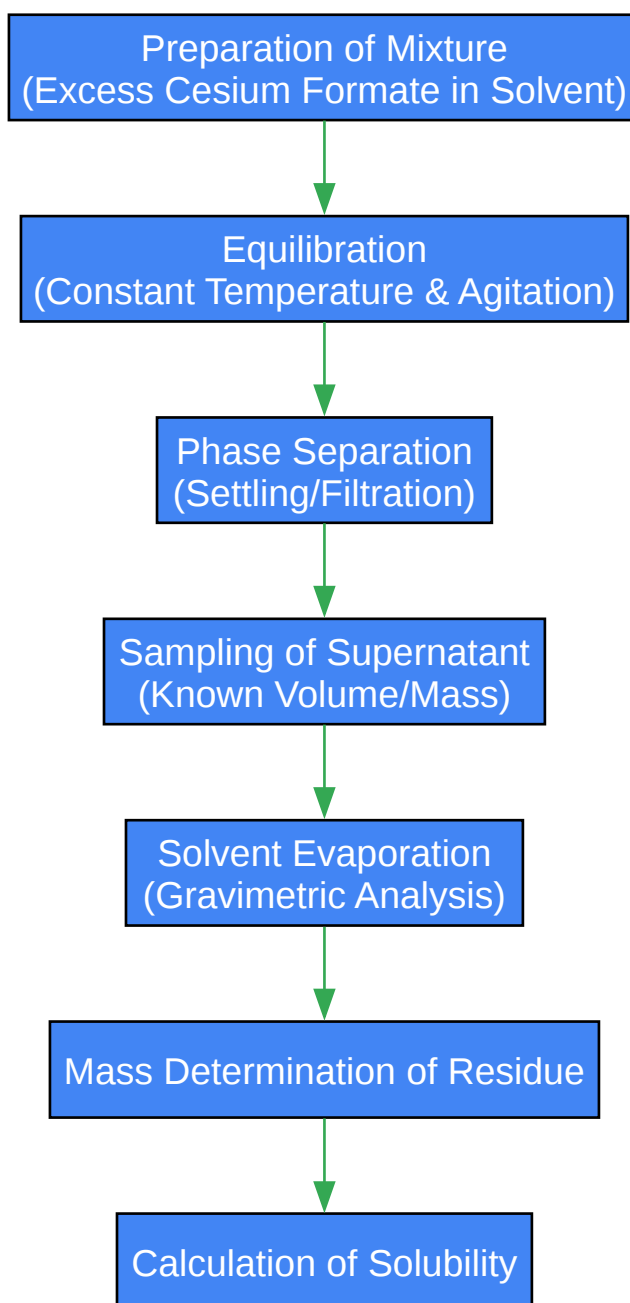 Preparation of Mixture
(Excess Cesium Formate in Solvent)
Equilibration
(Constant Temperature & Agitation)
Phase Separation
(Settling/Filtration)
Sampling of Supernatant
(Known Volume/Mass)
Solvent Evaporation
(Gravimetric Analysis)
Mass Determination of Residue
Calculation of Solubility